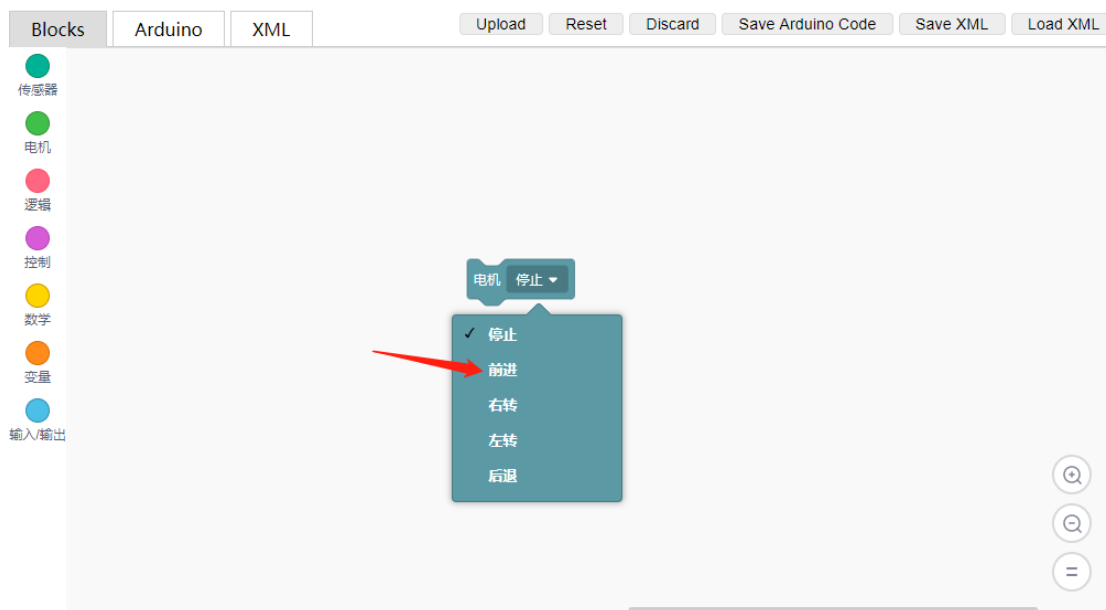 Blocks Arduino XML Upload Reset Discard Save Arduino Code Save XML Load XML
传感器
电机
逻辑
控制
数学
变量
输入/输出
电机 停止
停止
前进
右转
左转
后退